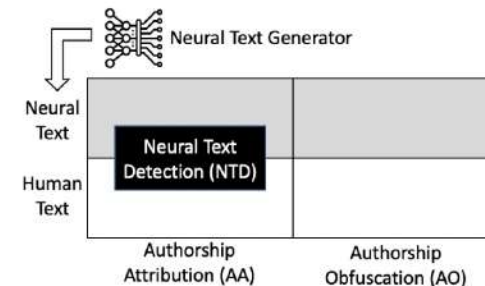 Neural Text Generator
Neural
Text
Neural Text
Detection (NTD)
Human
Text
Authorship
Attribution (AA)
Authorship
Obfuscation (AO)